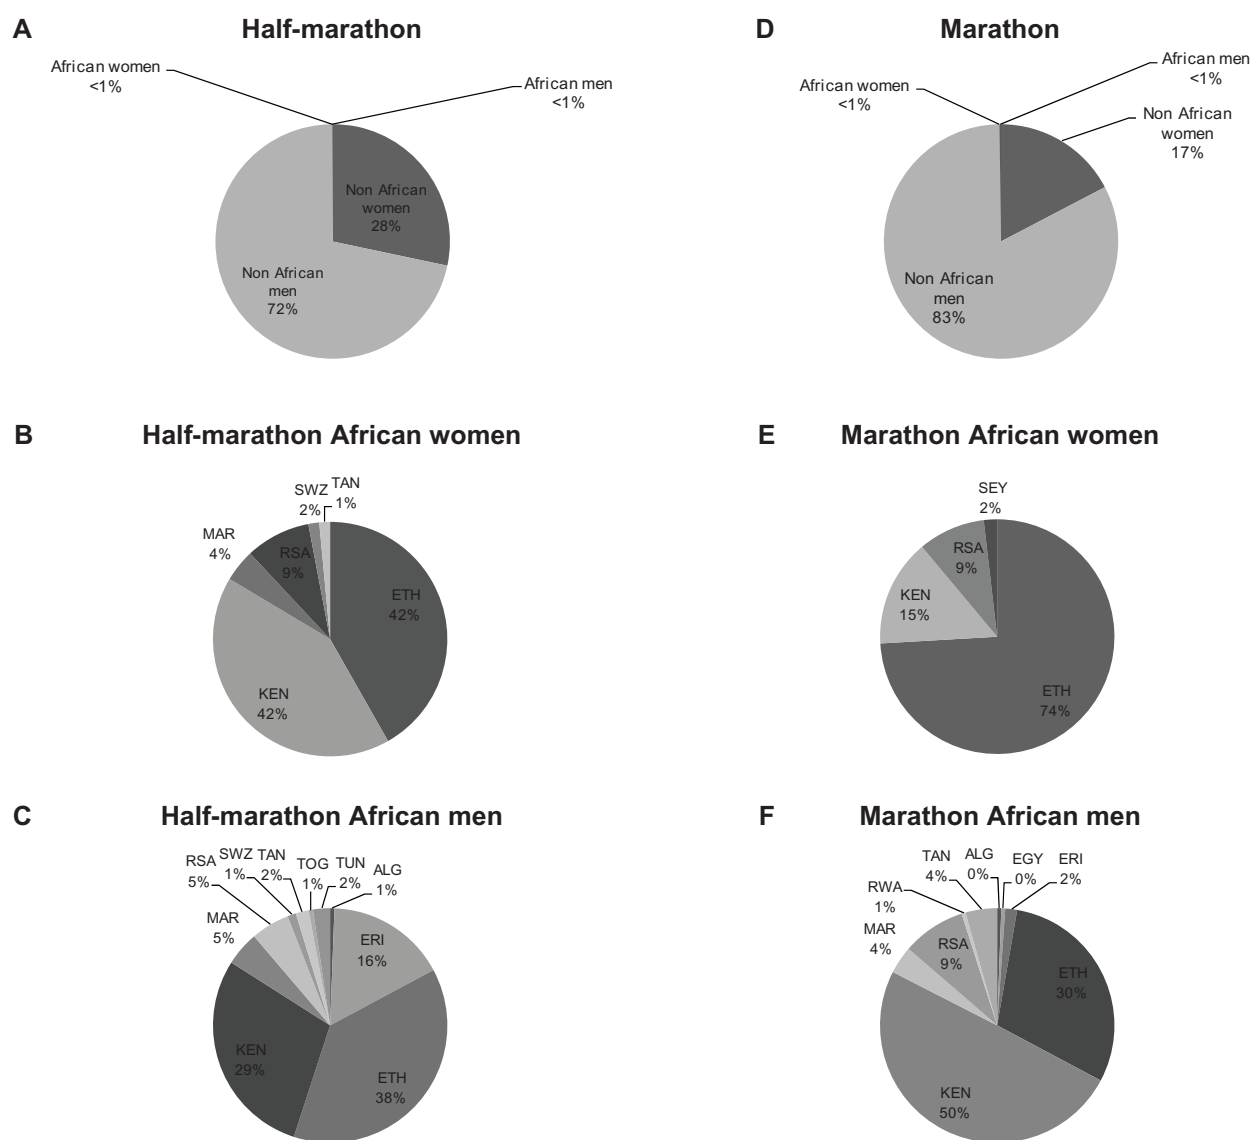 A
Half-marathon
African women
<1%
African men
<1%
Non African
women
28%
Non African
men
72%
D
Marathon
African women
<1%
African men
<1%
Non African
women
17%
Non African
men
83%
B
Half-marathon African women
SWZ
2%
TAN
1%
MAR
4%
RSA
9%
ETH
42%
KEN
42%
E
Marathon African women
SEY
2%
RSA
9%
KEN
15%
ETH
74%
C
Half-marathon African men
RSA
5%
SWZ
1%
TAN
2%
TOG
1%
TUN
2%
ALG
1%
MAR
5%
ERI
16%
KEN
29%
ETH
38%
F
Marathon African men
TAN
4%
ALG
0%
EGY
0%
ERI
2%
RWA
1%
MAR
4%
RSA
9%
ETH
30%
KEN
50%